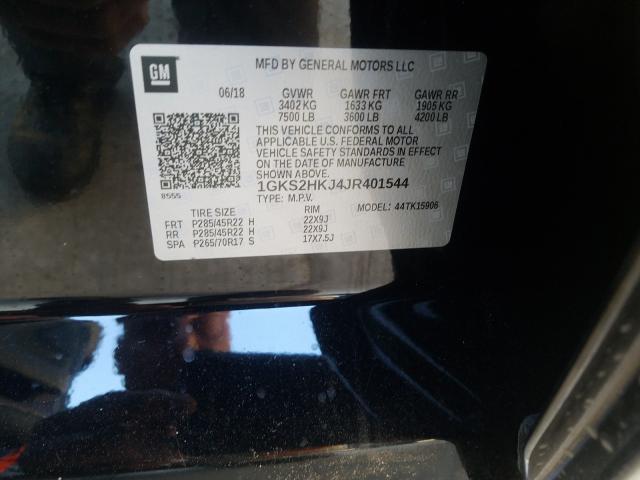 GM
MFD BY GENERAL MOTORS LLC
06/18 GVWR GAWR FRT GAWR RR
3402 KG 1633 KG 1905 KG
7500 LB 3600 LB 4200 LB
THIS VEHICLE CONFORMS TO ALL
APPLICABLE U.S. FEDERAL MOTOR
VEHICLE SAFETY STANDARDS IN EFFECT
ON THE DATE OF MANUFACTURE
SHOWN ABOVE.
8555 1GKS2HKJ4JR401544
TYPE: M.P.V. MODEL: 44TK15906
TIRE SIZE RIM
FRT P285/45R22 H 22X9J
RR P285/45R22 H 22X9J
SPA P265/70R17 S 17X7.5J